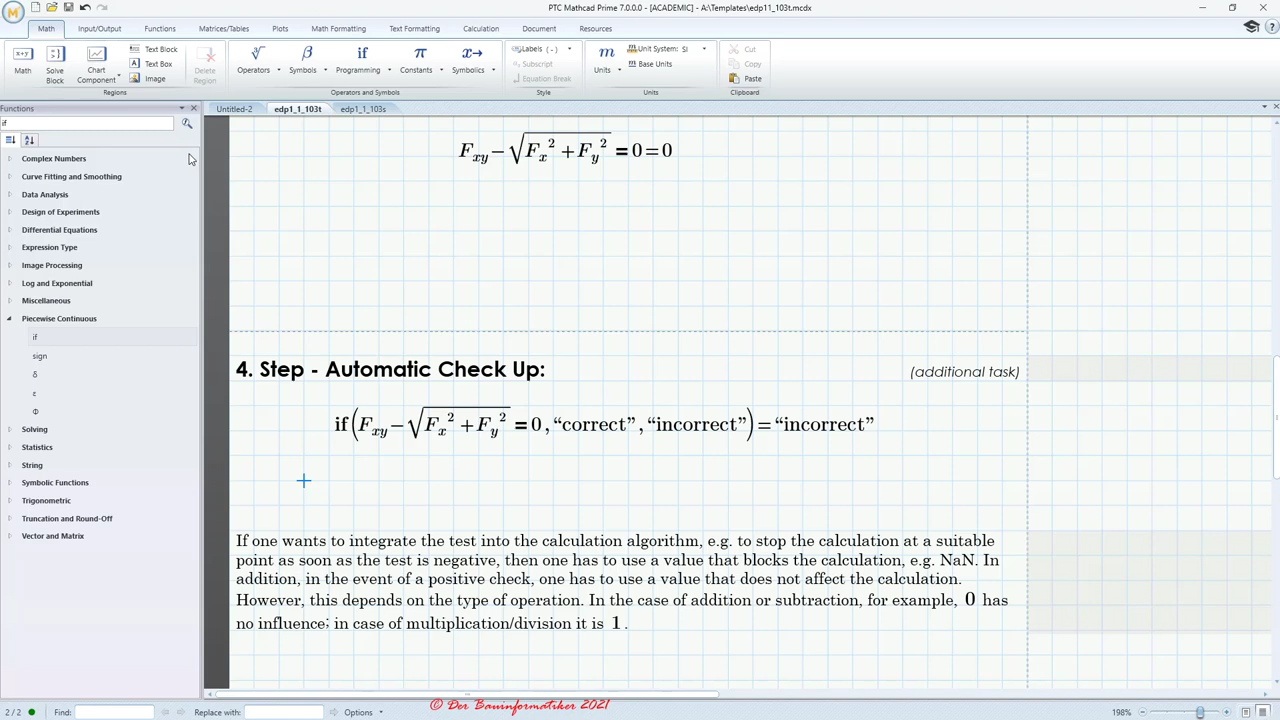 PTC Mathcad Prime 7.0.0.0 - [ACADEMIC] - A:\Templates\edp11_103t.mcdx
Math Input/Output Functions Matrices/Tables Plots Math Formatting Text Formatting Calculation Document Resources
Math
Solve Block
Chart Component
Text Block
Text Box
Image
Delete Region
Regions
Operators
Symbols
if
Programming
Constants
Symbolics
Operators and Symbols
Labels ( - )
Subscript
Equation Break
Style
Units
Unit System: SI
Base Units
Units
Cut
Copy
Paste
Clipboard
Functions
Untitled-2 edp1_1_103t edp1_1_103s
if
Complex Numbers
Curve Fitting and Smoothing
Data Analysis
Design of Experiments
Differential Equations
Expression Type
Image Processing
Log and Exponential
Miscellaneous
Piecewise Continuous
if
sign
δ
ε
Φ
Solving
Statistics
String
Symbolic Functions
Trigonometric
Truncation and Round-Off
Vector and Matrix
F_xy − √(F_x² + F_y²) = 0 = 0
4. Step - Automatic Check Up: (additional task)
if(F_xy − √(F_x² + F_y²) = 0, “correct”, “incorrect”) = “incorrect”
If one wants to integrate the test into the calculation algorithm, e.g. to stop the calculation at a suitable
point as soon as the test is negative, then one has to use a value that blocks the calculation, e.g. NaN. In
addition, in the event of a positive check, one has to use a value that does not affect the calculation.
However, this depends on the type of operation. In the case of addition or subtraction, for example, 0 has
no influence; in case of multiplication/division it is 1 .
2 / 2 Find: Replace with: Options 198%
© Der Bauinformatiker 2021